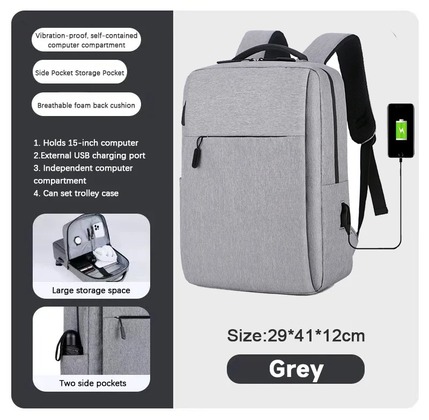 Vibration-proof, self-contained
computer compartment
Side Pocket Storage Pocket
Breathable foam back cushion
1. Holds 15-inch computer
2.External USB charging port
3. Independent computer
compartment
4. Can set trolley case
Large storage space
Two side pockets
Size:29*41*12cm
Grey